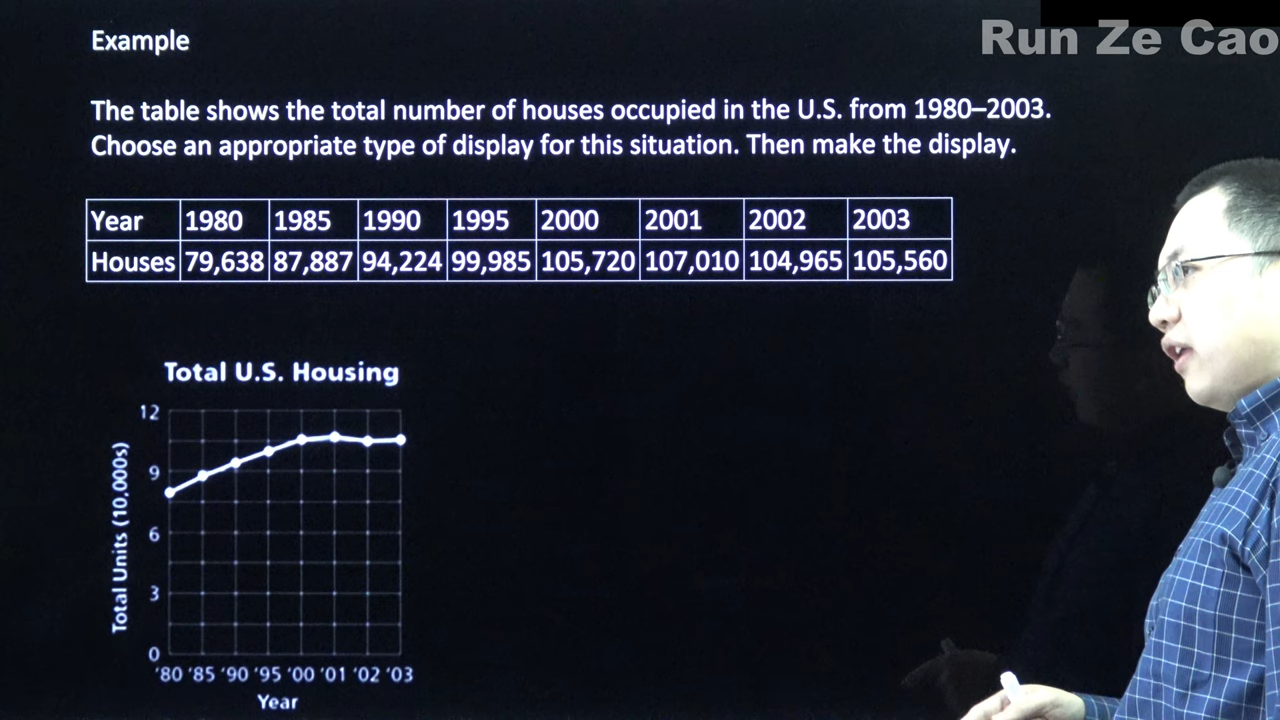 Example
Run Ze Cao
The table shows the total number of houses occupied in the U.S. from 1980–2003.
Choose an appropriate type of display for this situation. Then make the display.
Year 1980 1985 1990 1995 2000 2001 2002 2003
Houses 79,638 87,887 94,224 99,985 105,720 107,010 104,965 105,560
Total U.S. Housing
Total Units (10,000s)
12
9
6
3
0
'80 '85 '90 '95 '00 '01 '02 '03
Year